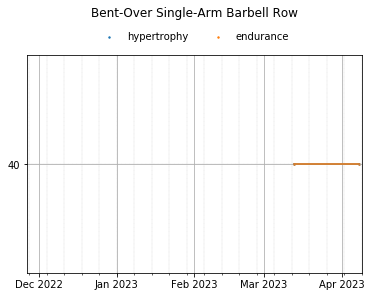 Bent-Over Single-Arm Barbell Row
hypertrophy endurance
40
Dec 2022 Jan 2023 Feb 2023 Mar 2023 Apr 2023